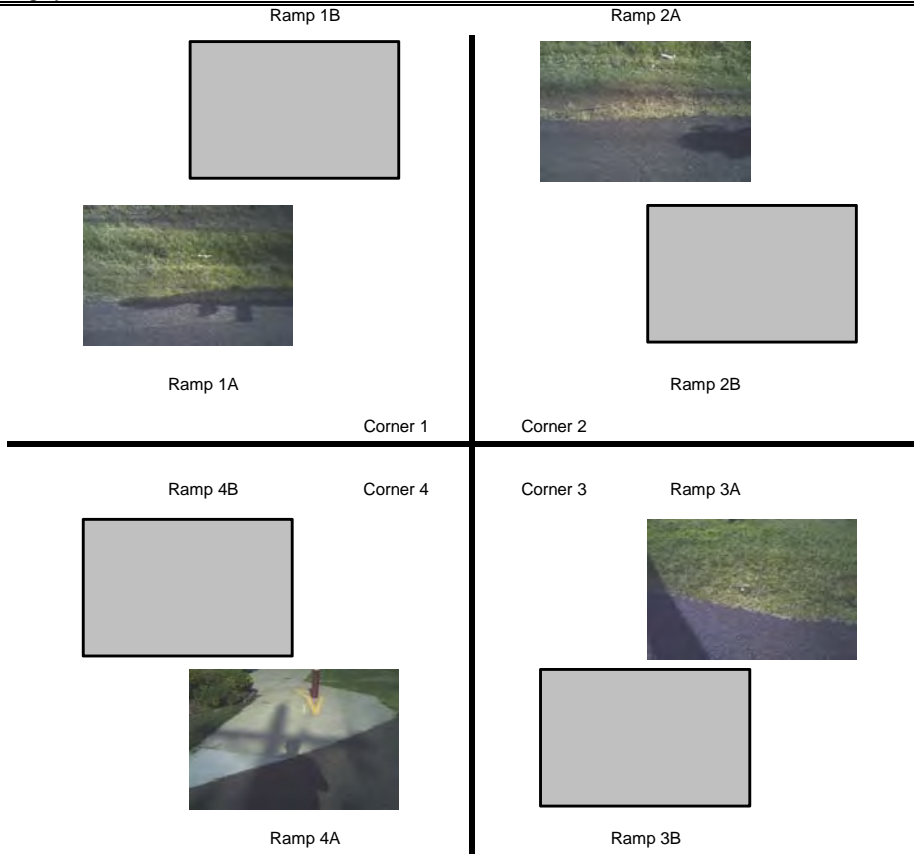 Ramp 1B
Ramp 2A
Ramp 1A
Ramp 2B
Corner 1
Corner 2
Ramp 4B
Corner 4
Corner 3
Ramp 3A
Ramp 4A
Ramp 3B